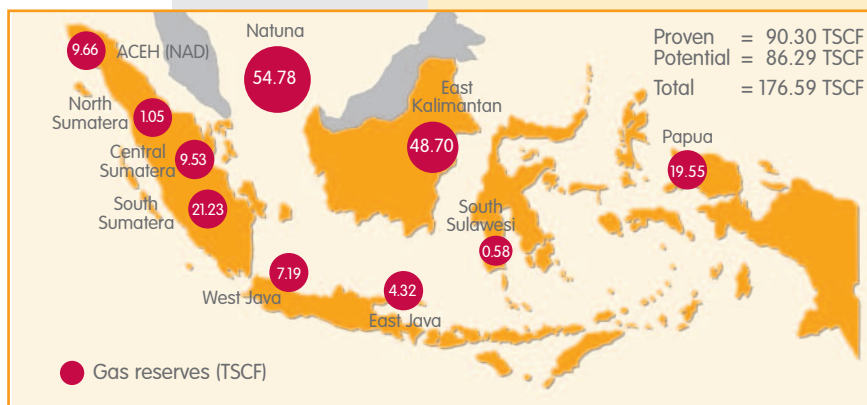 Natuna
54.78
Proven = 90.30 TSCF
Potential = 86.29 TSCF
Total = 176.59 TSCF
9.66
ACEH (NAD)
North
Sumatera
1.05
East
Kalimantan
48.70
Central
Sumatera
9.53
Papua
19.55
South
Sumatera
21.23
South
Sulawesi
0.58
7.19
West Java
4.32
East Java
Gas reserves (TSCF)